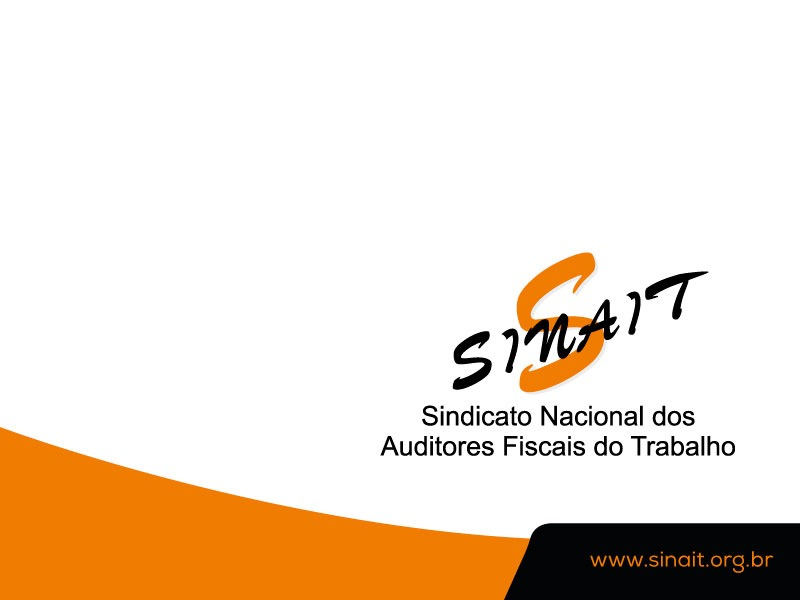 SINAIT
Sindicato Nacional dos
Auditores Fiscais do Trabalho
www.sinait.org.br